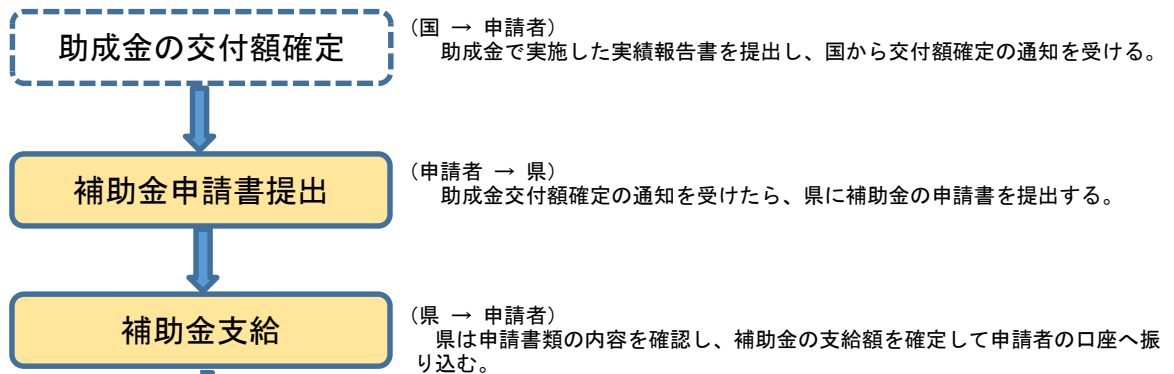 助成金の交付額確定
（国 → 申請者）
助成金で実施した実績報告書を提出し、国から交付額確定の通知を受ける。
補助金申請書提出
（申請者 → 県）
助成金交付額確定の通知を受けたら、県に補助金の申請書を提出する。
補助金支給
（県 → 申請者）
県は申請書類の内容を確認し、補助金の支給額を確定して申請者の口座へ振
り込む。